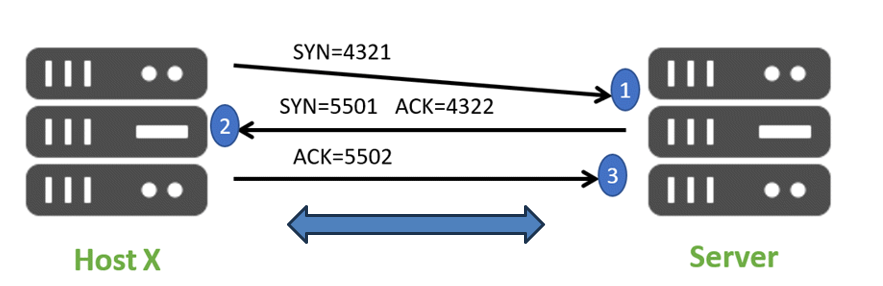 SYN=4321
1
SYN=5501 ACK=4322
2
ACK=5502
3
Host X
Server